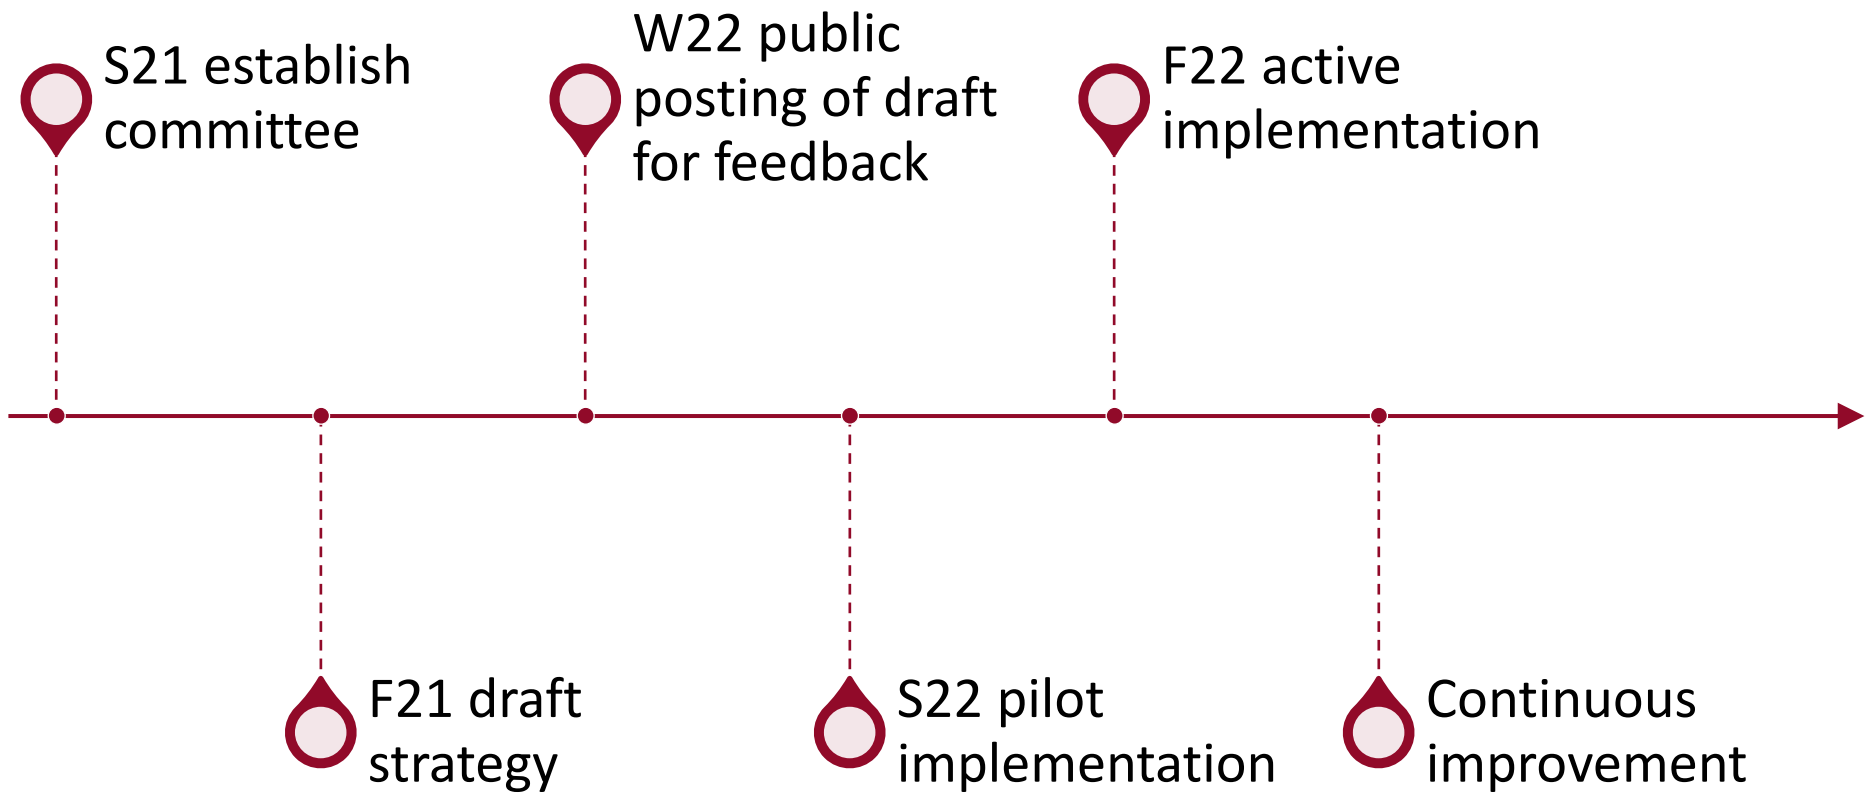 S21 establish
committee
W22 public
posting of draft
for feedback
F22 active
implementation
F21 draft
strategy
S22 pilot
implementation
Continuous
improvement